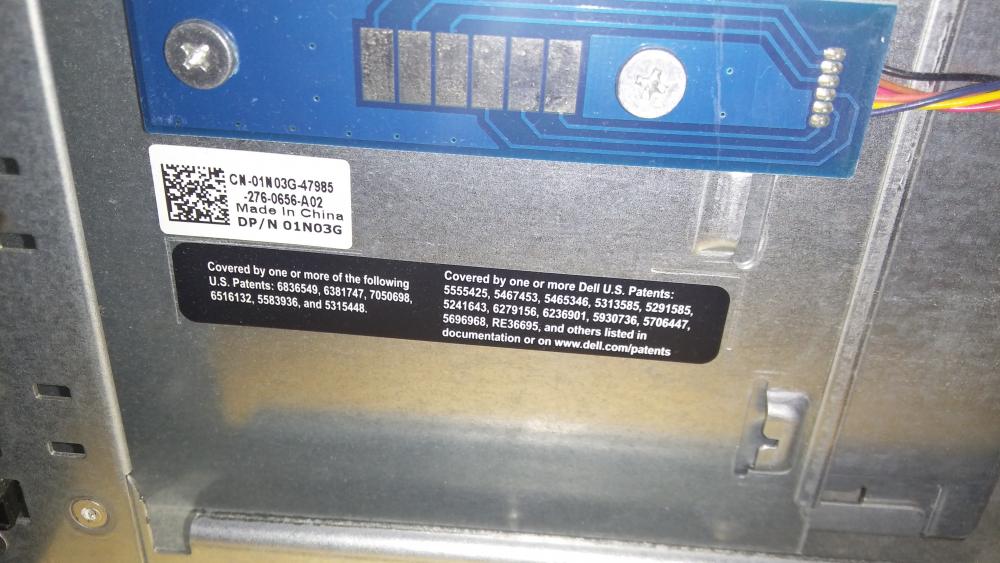 CN-01N03G-47985
-276-0656-A02
Made in China
DP/N 01N03G
Covered by one or more of the following
U.S. Patents: 6836549, 6381747, 7050698,
6516132, 5583936, and 5315448.
Covered by one or more Dell U.S. Patents:
5555425, 5467453, 5465346, 5313585, 5291585,
5241643, 6279156, 6236901, 5930736, 5706447,
5696968, RE36695, and others listed in
documentation or on www.dell.com/patents